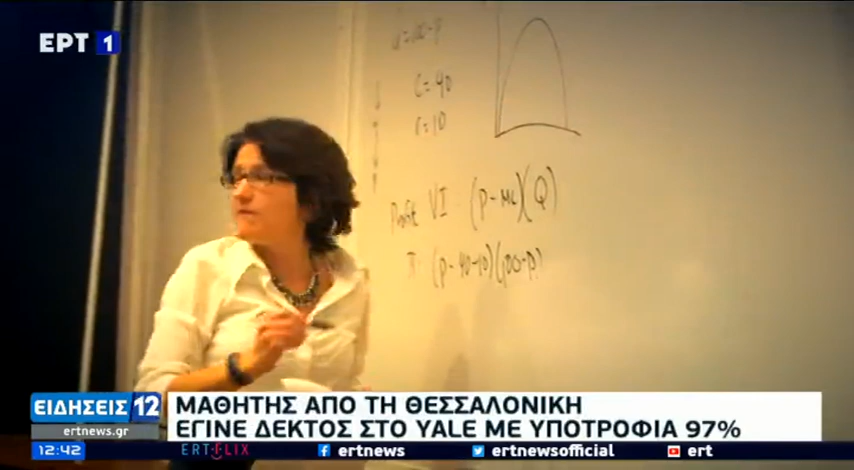 ΕΡΤ 1
Q=100-P
C=40
r=10
Profit VI (P-MC)(Q)
π (p-40-10)(100-p)
ΕΙΔΗΣΕΙΣ 12
ertnews.gr
12:42
ΜΑΘΗΤΗΣ ΑΠΟ ΤΗ ΘΕΣΣΑΛΟΝΙΚΗ
ΕΓΙΝΕ ΔΕΚΤΟΣ ΣΤΟ YALE ΜΕ ΥΠΟΤΡΟΦΙΑ 97%
ERTFLIX
ertnews
ertnewsofficial
ert